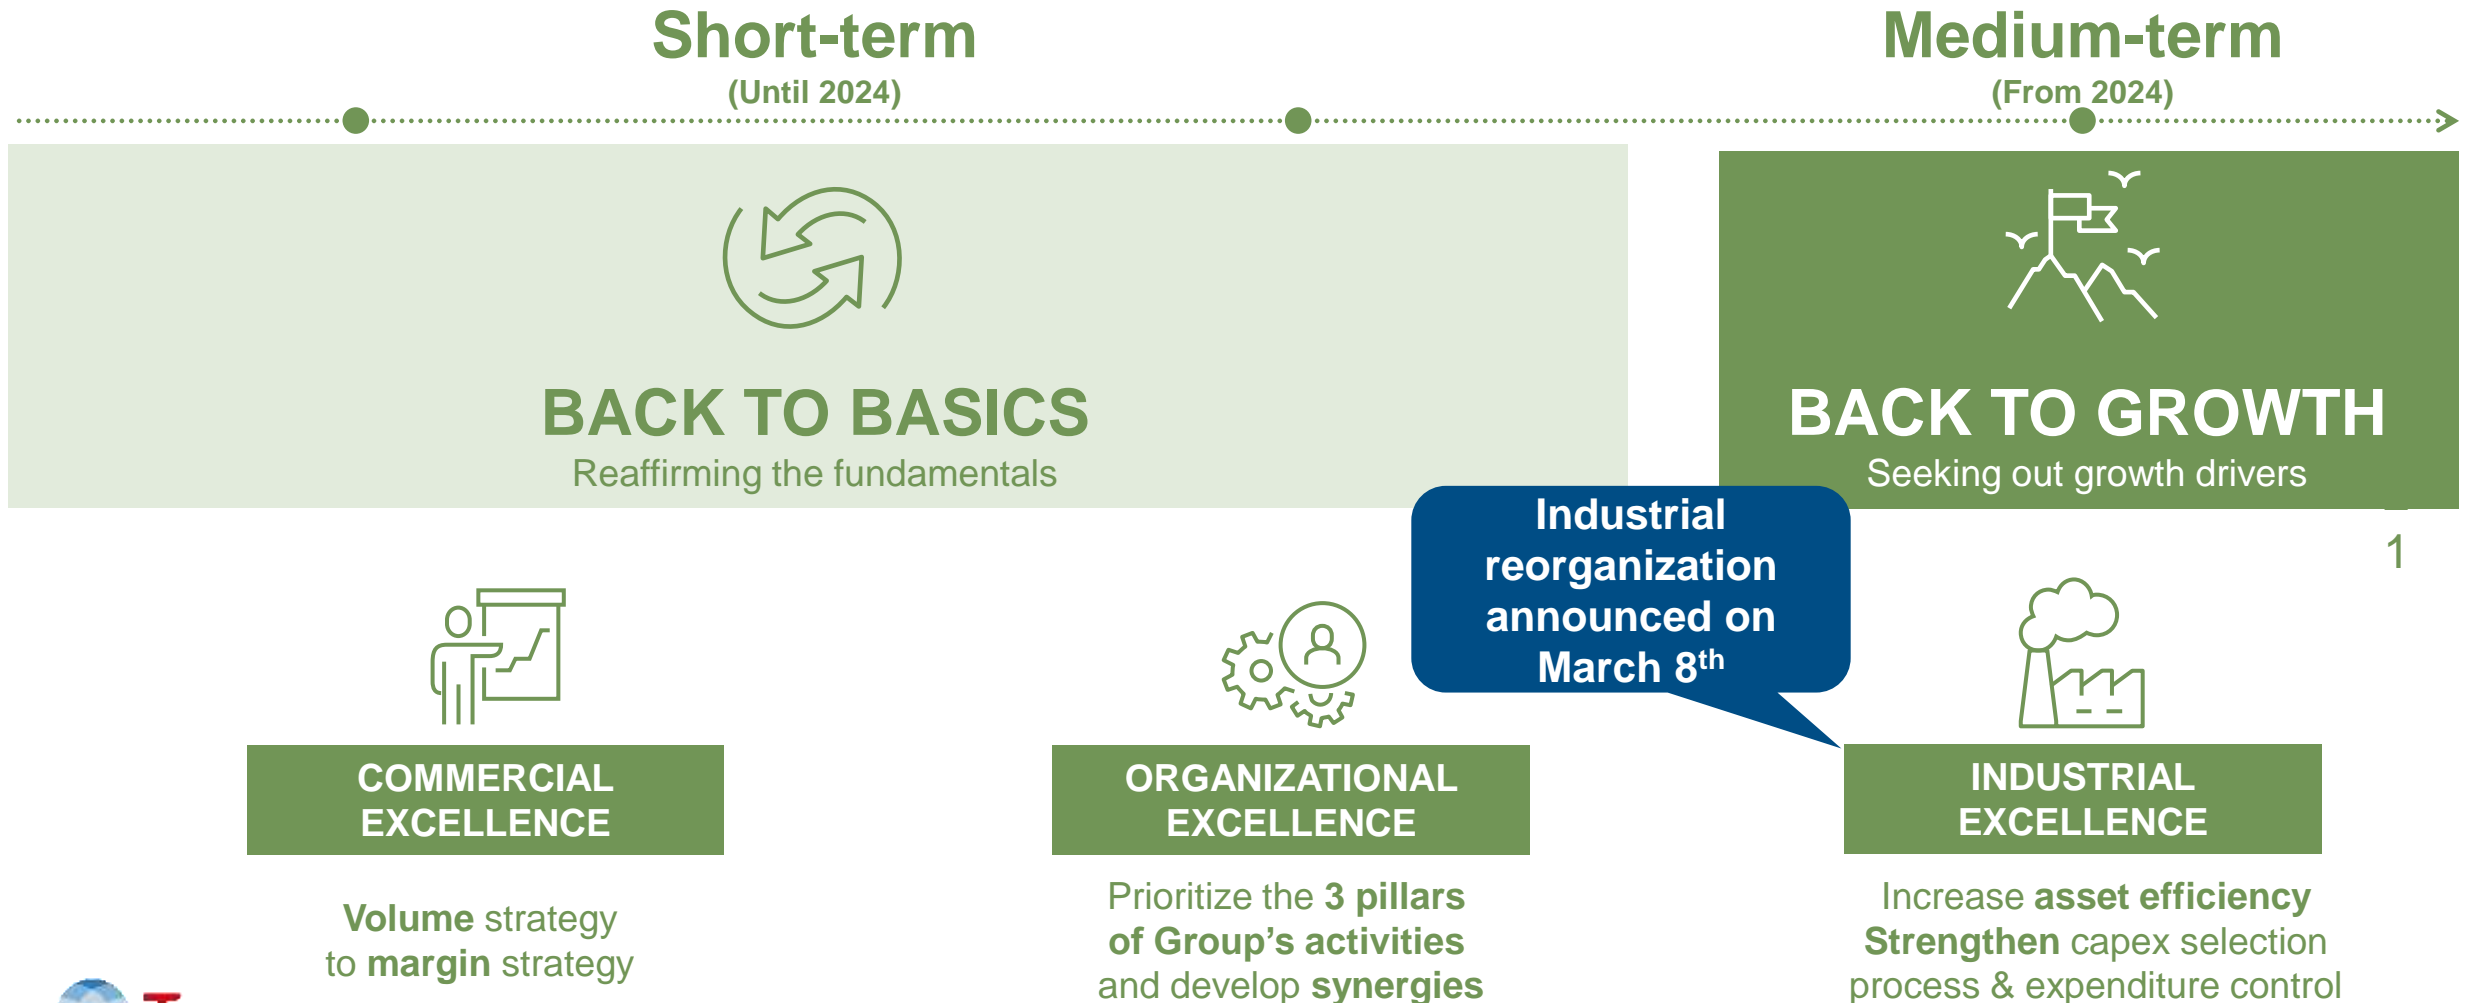 Short-term
(Until 2024)
Medium-term
(From 2024)
BACK TO BASICS
Reaffirming the fundamentals
BACK TO GROWTH
Seeking out growth drivers
Industrial
reorganization
announced on
March 8th
1
COMMERCIAL
EXCELLENCE
Volume strategy
to margin strategy
ORGANIZATIONAL
EXCELLENCE
Prioritize the 3 pillars
of Group's activities
and develop synergies
INDUSTRIAL
EXCELLENCE
Increase asset efficiency
Strengthen capex selection
process & expenditure control